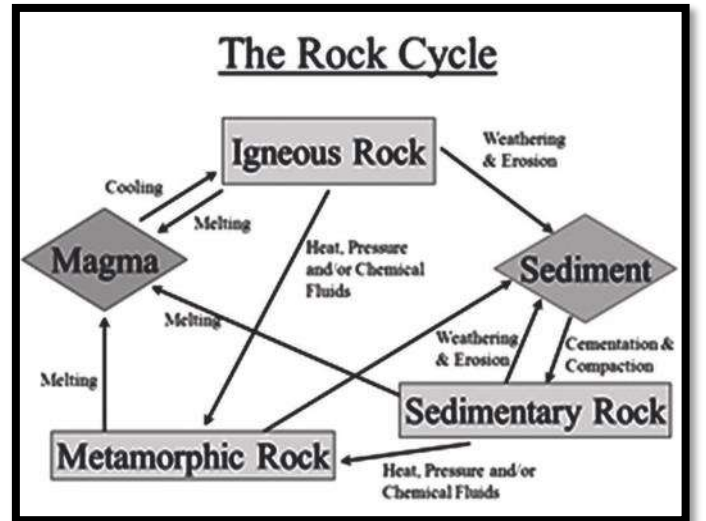 The Rock Cycle
Igneous Rock
Weathering
& Erosion
Cooling
Melting
Magma
Heat, Pressure
and/or Chemical
Fluids
Sediment
Melting
Weathering
& Erosion
Cementation &
Compaction
Melting
Sedimentary Rock
Metamorphic Rock
Heat, Pressure and/or
Chemical Fluids